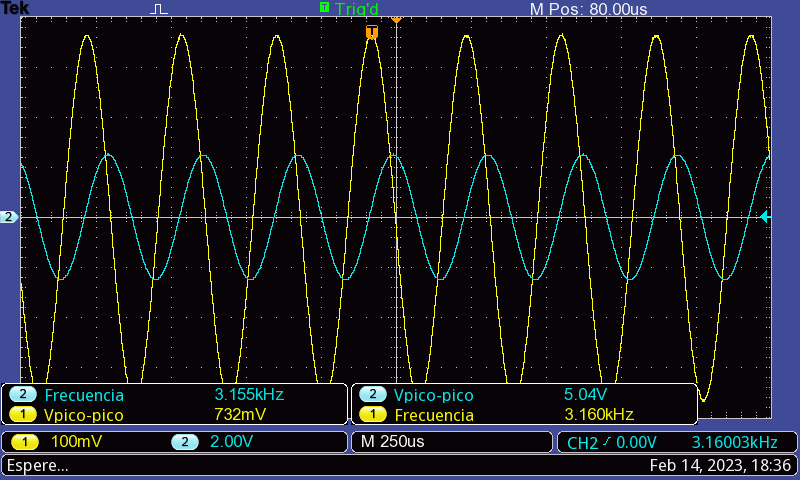 Tek T Trig'd M Pos: 80.00us
T
2
2 Frecuencia 3.155kHz
1 Vpico-pico 732mV
2 Vpico-pico 5.04V
1 Frecuencia 3.160kHz
1 100mV 2 2.00V M 250us CH2 0.00V 3.16003kHz
Espere... Feb 14, 2023, 18:36